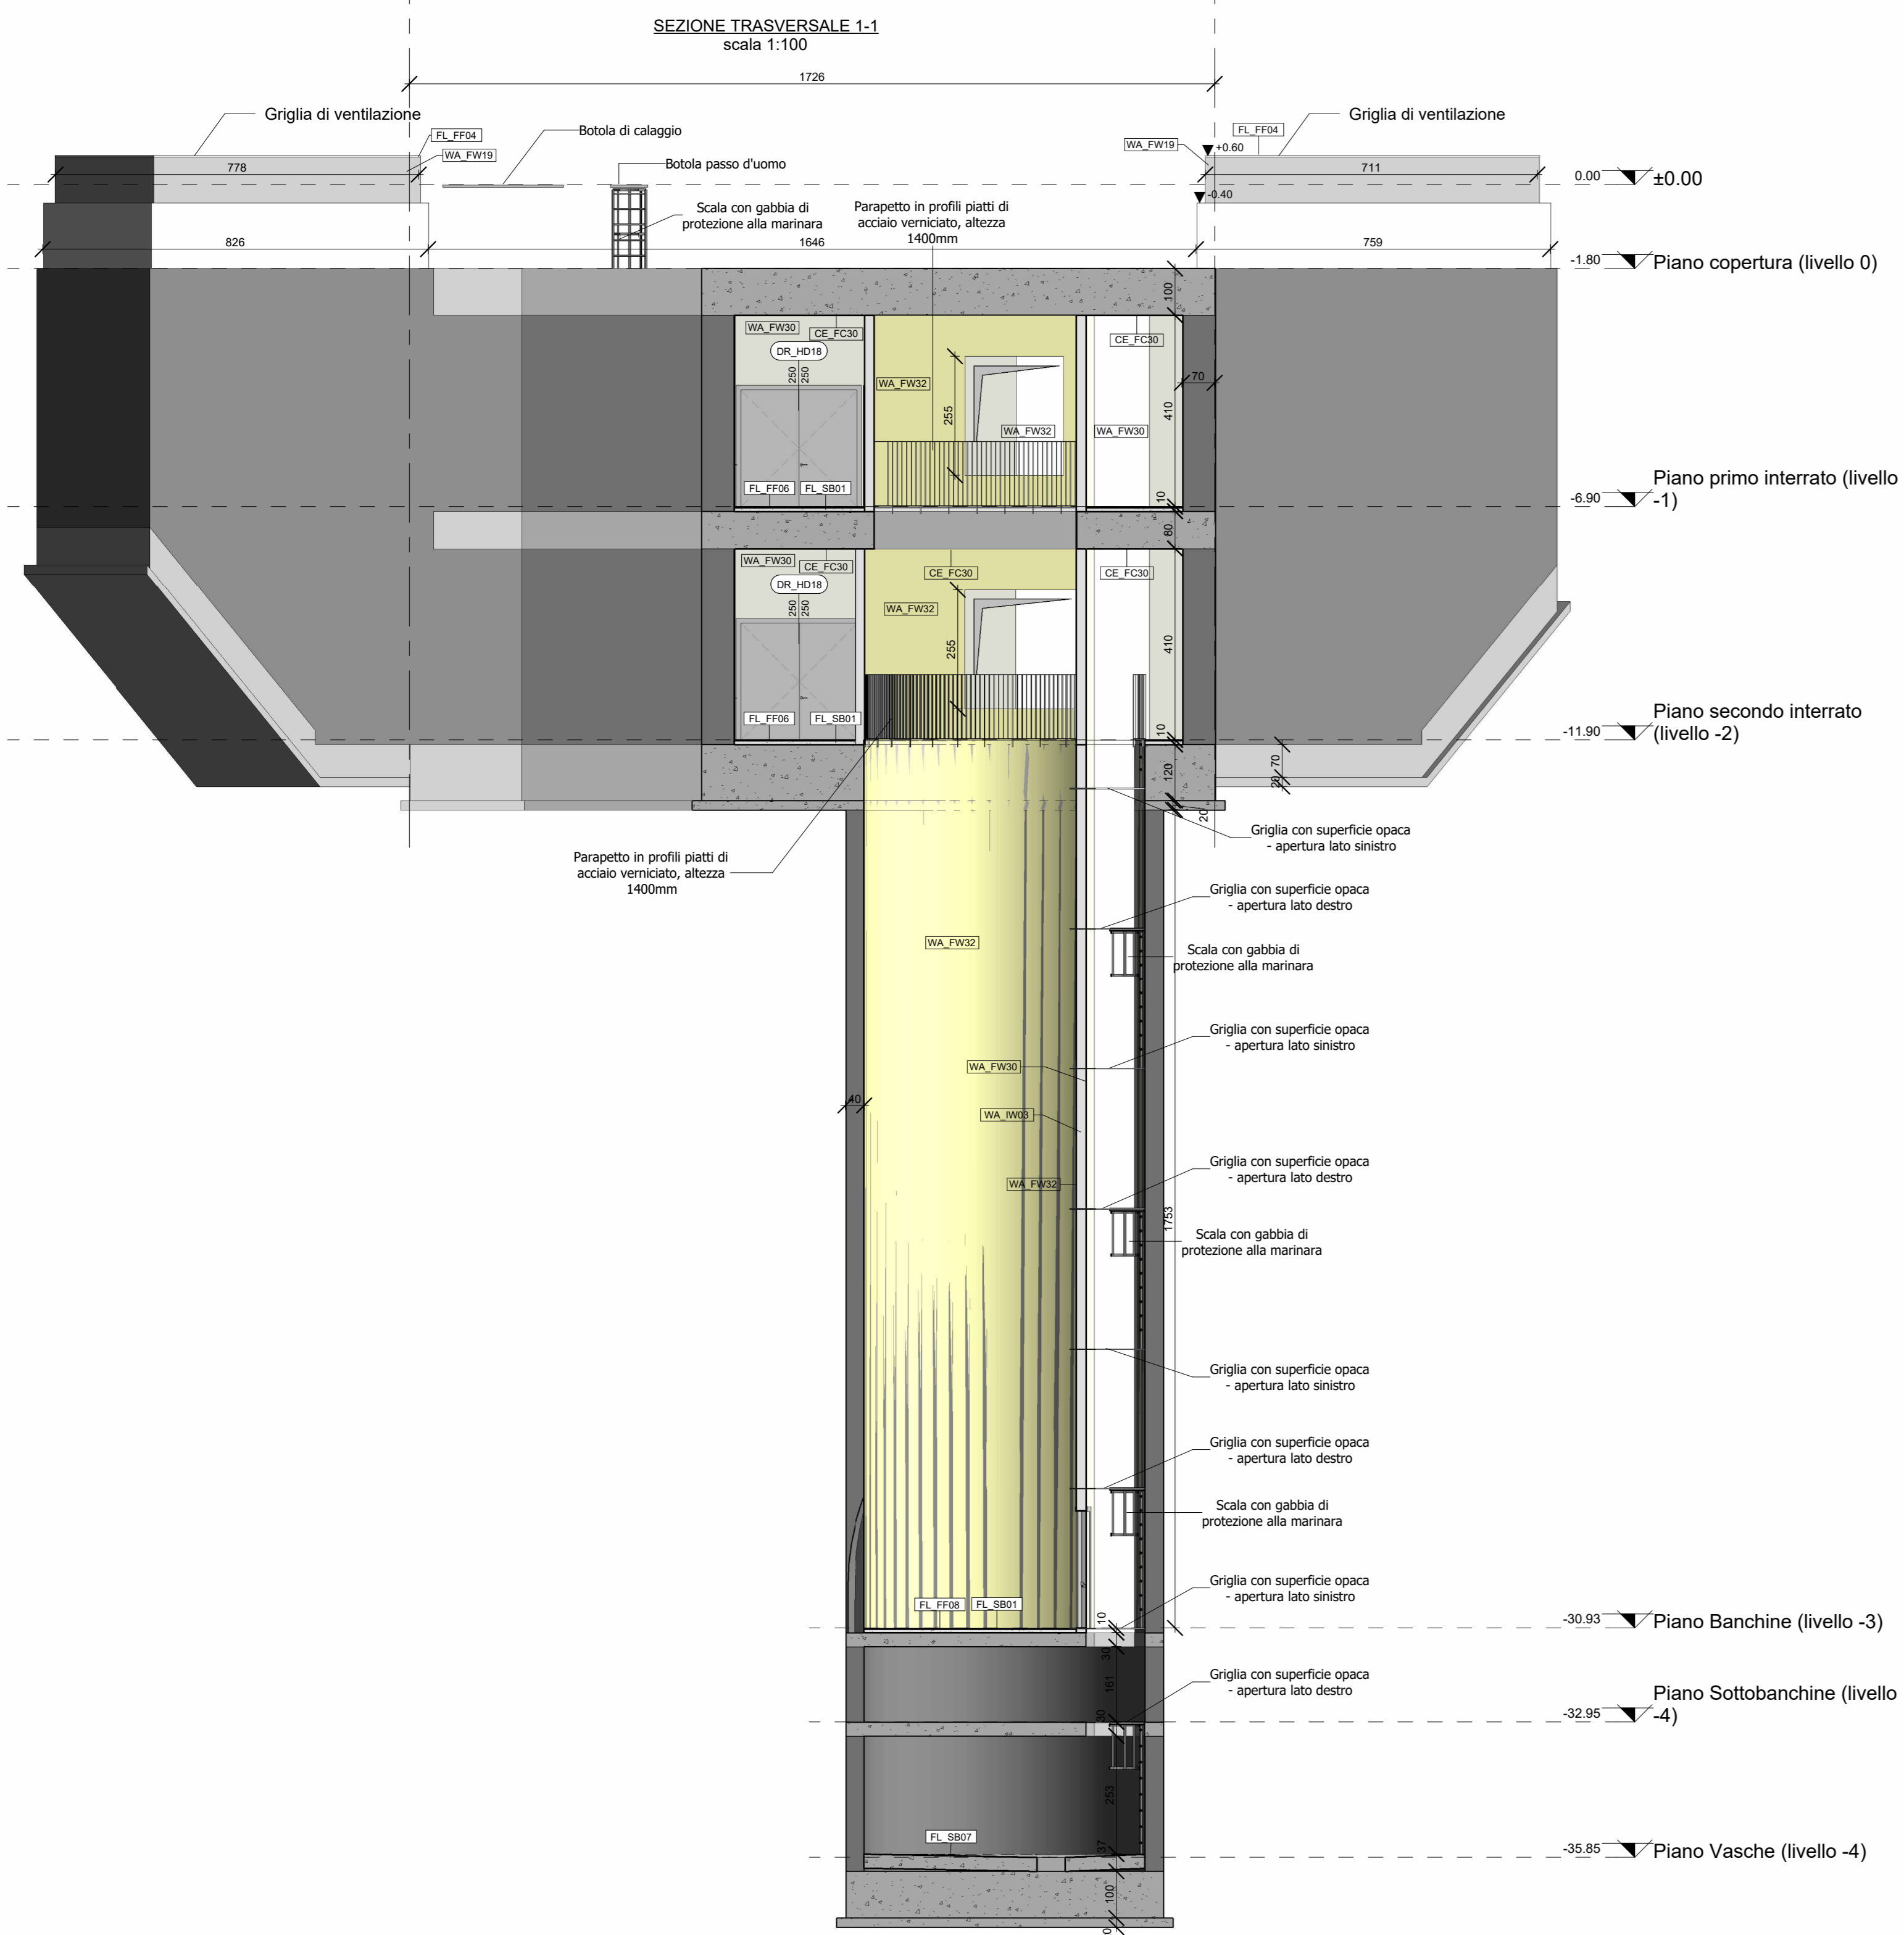 SEZIONE TRASVERSALE 1-1
scala 1:100
1726
Griglia di ventilazione
FL_FF04
WA_FW19
778
Botola di calaggio
Botola passo d'uomo
Scala con gabbia di
protezione alla marinara
Parapetto in profili piatti di
acciaio verniciato, altezza
1400mm
Griglia di ventilazione
FL_FF04
WA_FW19
+0.60
711
-0.40
0.00
±0.00
826
1646
759
-1.80
Piano copertura (livello 0)
100
WA_FW30
CE_FC30
DR_HD18
250
250
WA_FW32
255
WA_FW32
CE_FC30
WA_FW30
70
410
FL_FF06
FL_SB01
10
-6.90
Piano primo interrato (livello
-1)
80
WA_FW30
CE_FC30
DR_HD18
250
250
CE_FC30
WA_FW32
255
CE_FC30
410
FL_FF06
FL_SB01
10
-11.90
Piano secondo interrato
(livello -2)
120
70
20
20
Parapetto in profili piatti di
acciaio verniciato, altezza
1400mm
Griglia con superficie opaca
- apertura lato sinistro
Griglia con superficie opaca
- apertura lato destro
WA_FW32
Scala con gabbia di
protezione alla marinara
Griglia con superficie opaca
- apertura lato sinistro
WA_FW30
40
WA_IW03
Griglia con superficie opaca
- apertura lato destro
WA_FW32
1753
Scala con gabbia di
protezione alla marinara
Griglia con superficie opaca
- apertura lato sinistro
Griglia con superficie opaca
- apertura lato destro
Scala con gabbia di
protezione alla marinara
Griglia con superficie opaca
- apertura lato sinistro
FL_FF08
FL_SB01
10
-30.93
Piano Banchine (livello -3)
30
161
Griglia con superficie opaca
- apertura lato destro
30
-32.95
Piano Sottobanchine (livello
-4)
253
FL_SB07
37
-35.85
Piano Vasche (livello -4)
100
0